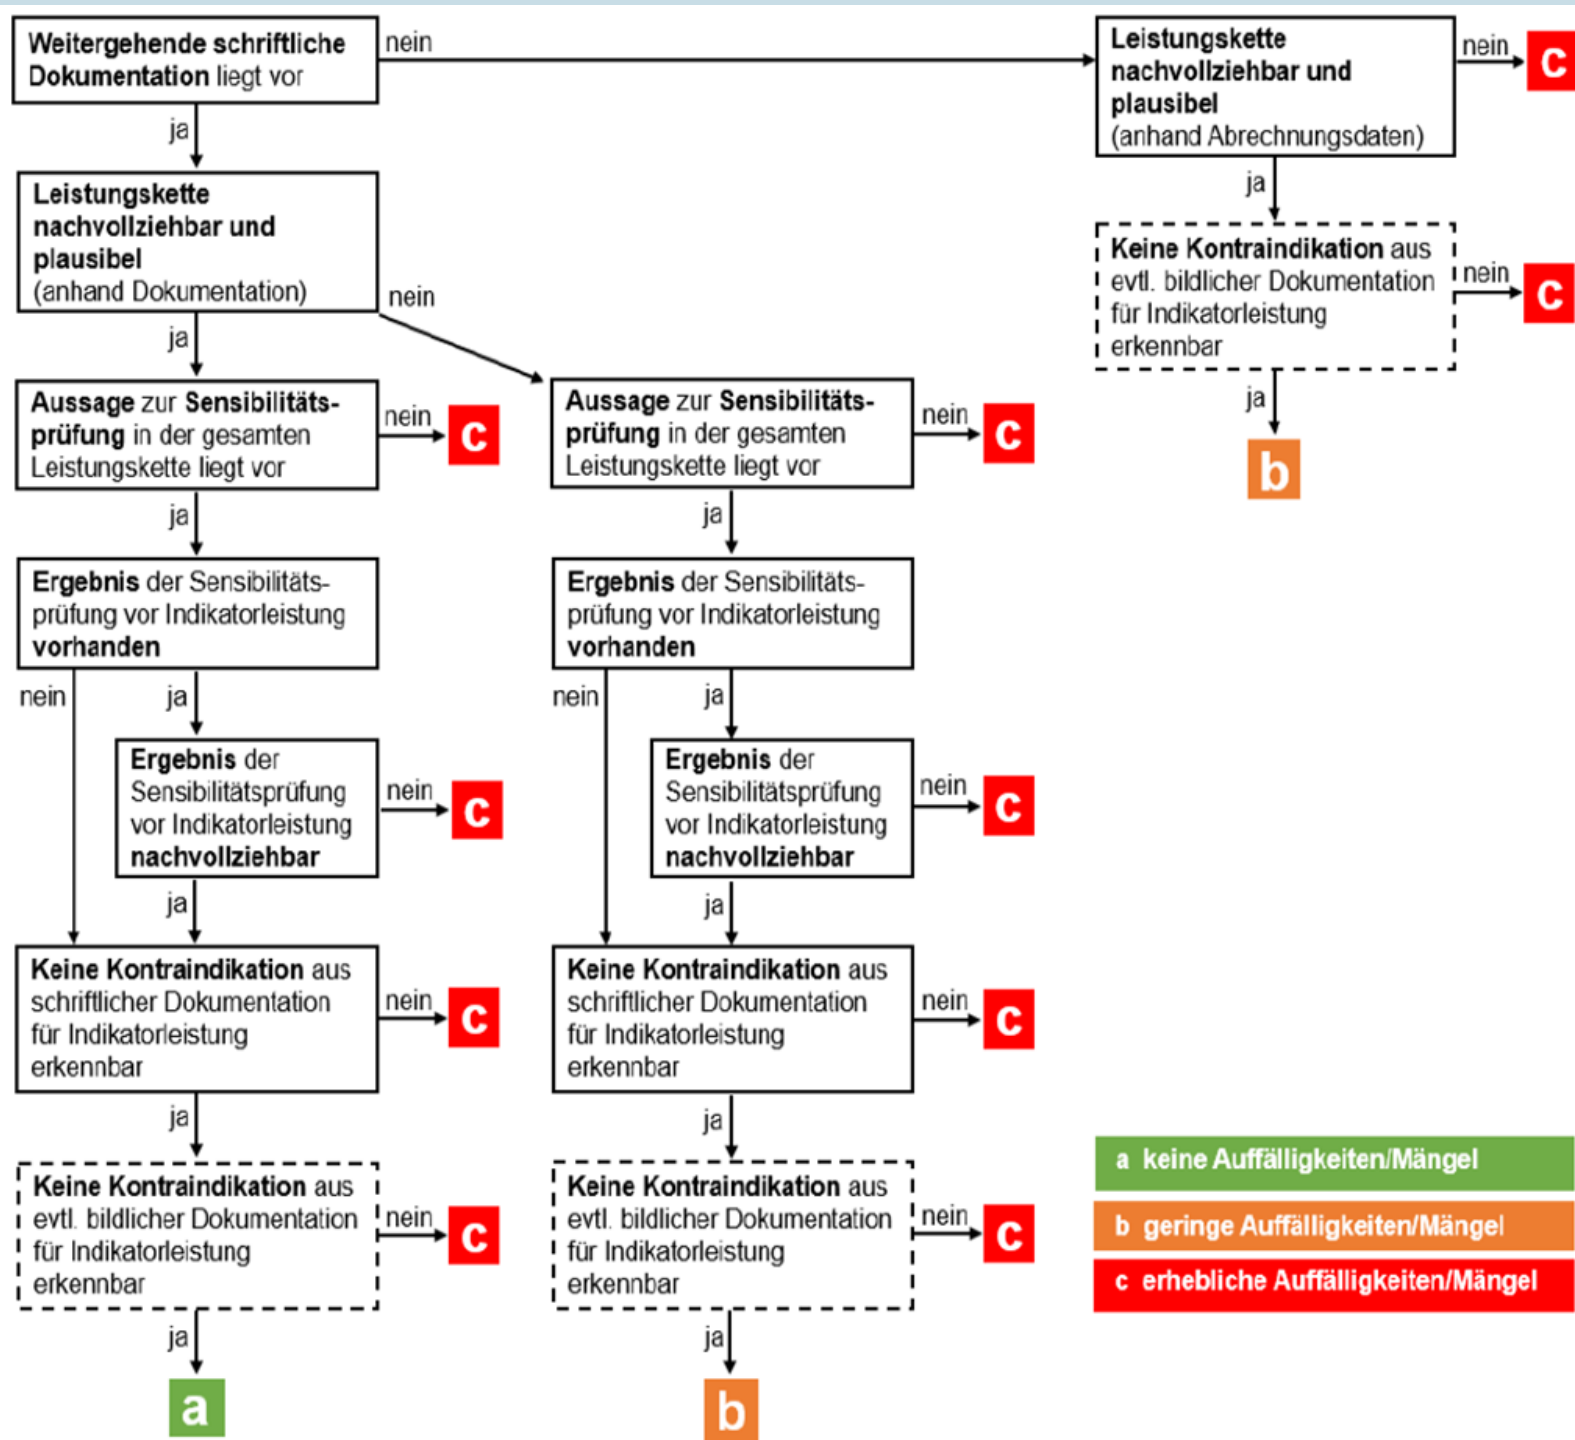 Weitergehende schriftliche
Dokumentation liegt vor
nein
Leistungskette
nachvollziehbar und
plausibel
(anhand Abrechnungsdaten)
nein
c
ja
ja
Leistungskette
nachvollziehbar und
plausibel
(anhand Dokumentation)
nein
Keine Kontraindikation aus
evtl. bildlicher Dokumentation
für Indikatorleistung
erkennbar
nein
c
ja
ja
b
Aussage zur Sensibilitäts-
prüfung in der gesamten
Leistungskette liegt vor
nein
c
Aussage zur Sensibilitäts-
prüfung in der gesamten
Leistungskette liegt vor
nein
c
ja
ja
Ergebnis der Sensibilitäts-
prüfung vor Indikatorleistung
vorhanden
Ergebnis der Sensibilitäts-
prüfung vor Indikatorleistung
vorhanden
nein
ja
nein
ja
Ergebnis der
Sensibilitätsprüfung
vor Indikatorleistung
nachvollziehbar
nein
c
Ergebnis der
Sensibilitätsprüfung
vor Indikatorleistung
nachvollziehbar
nein
c
ja
ja
Keine Kontraindikation aus
schriftlicher Dokumentation
für Indikatorleistung
erkennbar
nein
c
Keine Kontraindikation aus
schriftlicher Dokumentation
für Indikatorleistung
erkennbar
nein
c
ja
ja
Keine Kontraindikation aus
evtl. bildlicher Dokumentation
für Indikatorleistung
erkennbar
nein
c
Keine Kontraindikation aus
evtl. bildlicher Dokumentation
für Indikatorleistung
erkennbar
nein
c
ja
ja
a
b
a keine Auffälligkeiten/Mängel
b geringe Auffälligkeiten/Mängel
c erhebliche Auffälligkeiten/Mängel